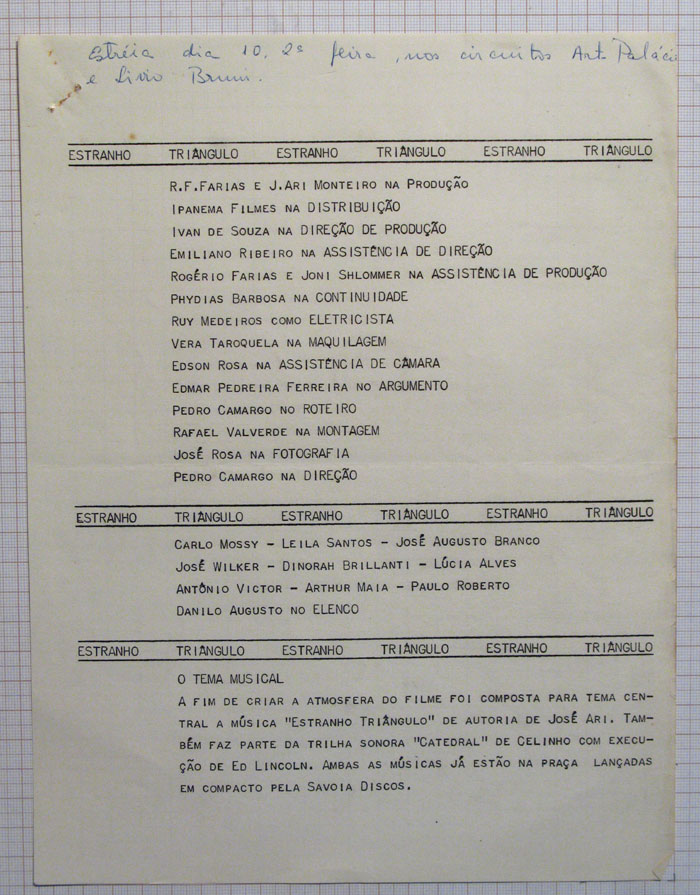 Estréia dia 10, 2ª feira, nos circuitos Art Palácio
e Livio Bruni.
ESTRANHO TRIÂNGULO ESTRANHO TRIÂNGULO ESTRANHO TRIÂNGULO
R.F.FARIAS E J.ARI MONTEIRO NA PRODUÇÃO
IPANEMA FILMES NA DISTRIBUIÇÃO
IVAN DE SOUZA NA DIREÇÃO DE PRODUÇÃO
EMILIANO RIBEIRO NA ASSISTÊNCIA DE DIREÇÃO
ROGÉRIO FARIAS E JONI SHLOMMER NA ASSISTÊNCIA DE PRODUÇÃO
PHYDIAS BARBOSA NA CONTINUIDADE
RUY MEDEIROS COMO ELETRICISTA
VERA TAROQUELA NA MAQUILAGEM
EDSON ROSA NA ASSISTÊNCIA DE CÂMARA
EDMAR PEDREIRA FERREIRA NO ARGUMENTO
PEDRO CAMARGO NO ROTEIRO
RAFAEL VALVERDE NA MONTAGEM
JOSÉ ROSA NA FOTOGRAFIA
PEDRO CAMARGO NA DIREÇÃO
ESTRANHO TRIÂNGULO ESTRANHO TRIÂNGULO ESTRANHO TRIÂNGULO
CARLO MOSSY - LEILA SANTOS - JOSÉ AUGUSTO BRANCO
JOSÉ WILKER - DINORAH BRILLANTI - LÚCIA ALVES
ANTÔNIO VICTOR - ARTHUR MAIA - PAULO ROBERTO
DANILO AUGUSTO NO ELENCO
ESTRANHO TRIÂNGULO ESTRANHO TRIÂNGULO ESTRANHO TRIÂNGULO
O TEMA MUSICAL
A FIM DE CRIAR A ATMOSFERA DO FILME FOI COMPOSTA PARA TEMA CEN-
TRAL A MÚSICA "ESTRANHO TRIÂNGULO" DE AUTORIA DE JOSÉ ARI. TAM-
BÉM FAZ PARTE DA TRILHA SONORA "CATEDRAL" DE CELINHO COM EXECU-
ÇÃO DE ED LINCOLN. AMBAS AS MÚSICAS JÁ ESTÃO NA PRAÇA LANÇADAS
EM COMPACTO PELA SAVOIA DISCOS.